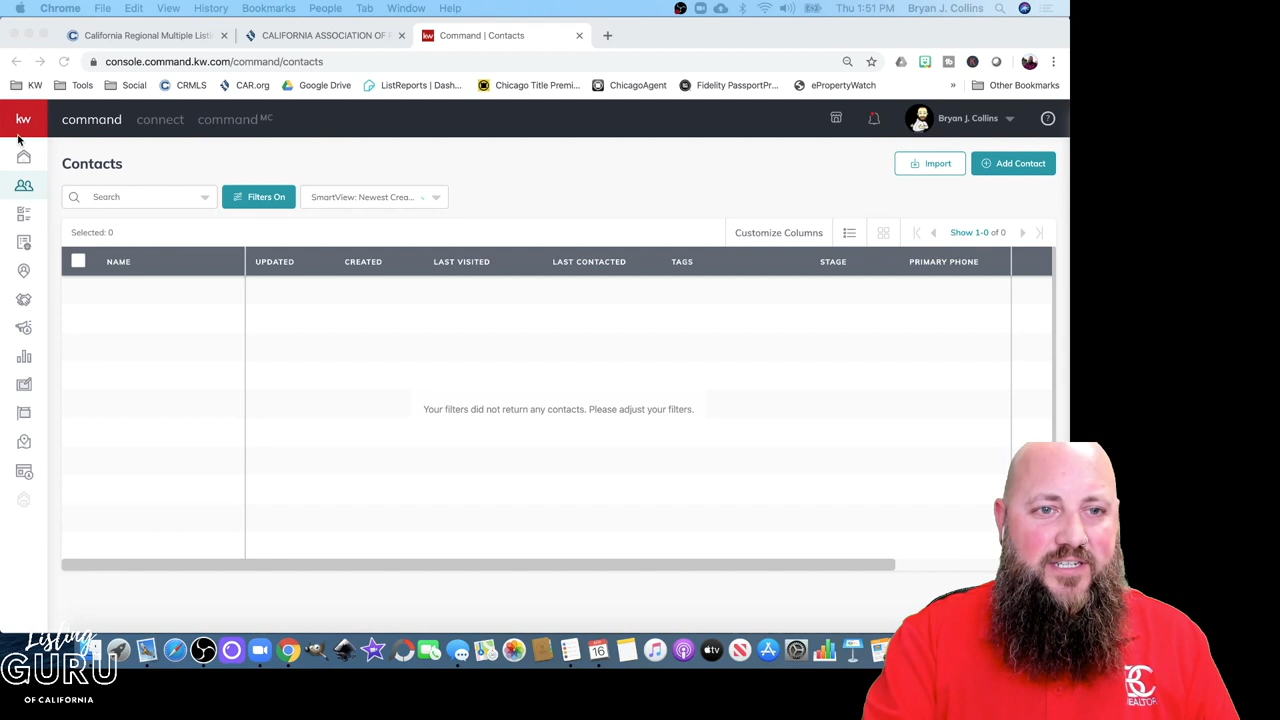 Chrome File Edit View History Bookmarks People Tab Window Help Thu 1:51 PM Bryan J. Collins
California Regional Multiple Listi CALIFORNIA ASSOCIATION OF Command | Contacts
console.command.kw.com/command/contacts
KW Tools Social CRMLS CAR.org Google Drive ListReports | Dash... Chicago Title Premi... ChicagoAgent Fidelity PassportPr... ePropertyWatch » Other Bookmarks
kw command connect command MC Bryan J. Collins
Contacts Import Add Contact
Search Filters On SmartView: Newest Crea...
Selected: 0 Customize Columns Show 1-0 of 0
NAME UPDATED CREATED LAST VISITED LAST CONTACTED TAGS STAGE PRIMARY PHONE
Your filters did not return any contacts. Please adjust your filters.
Listing
GURU
OF CALIFORNIA
16
tv
BC
REALTOR